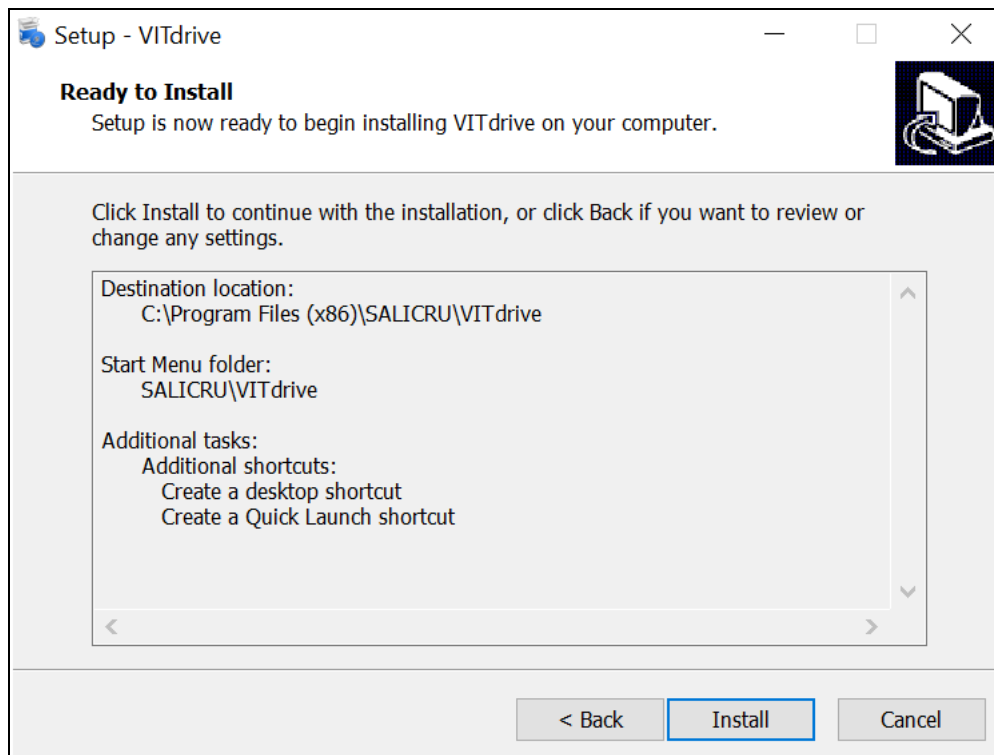 Setup - VITdrive
Ready to Install
Setup is now ready to begin installing VITdrive on your computer.
Click Install to continue with the installation, or click Back if you want to review or
change any settings.
Destination location:
C:\Program Files (x86)\SALICRU\VITdrive
Start Menu folder:
SALICRU\VITdrive
Additional tasks:
Additional shortcuts:
Create a desktop shortcut
Create a Quick Launch shortcut
< Back
Install
Cancel